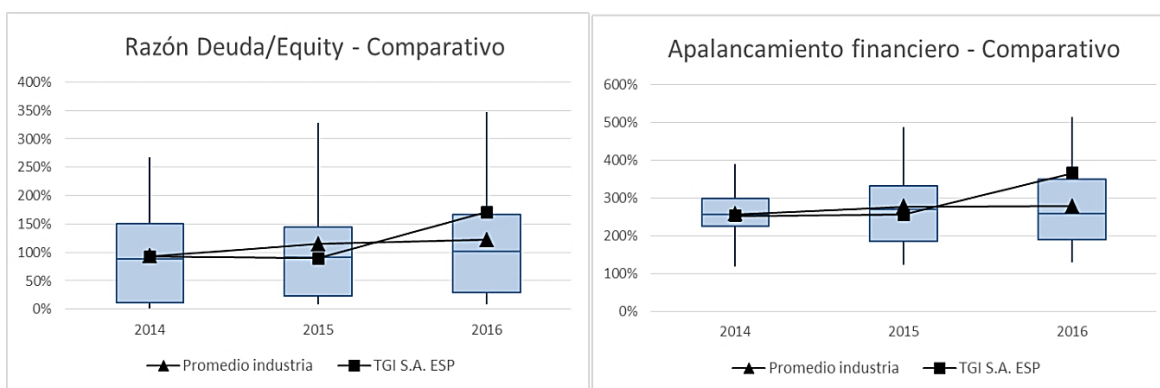 Razón Deuda/Equity - Comparativo
400%
350%
300%
250%
200%
150%
100%
50%
0%
2014 2015 2016
Promedio industria TGI S.A. ESP
Apalancamiento financiero - Comparativo
600%
500%
400%
300%
200%
100%
0%
2014 2015 2016
Promedio industria TGI S.A. ESP